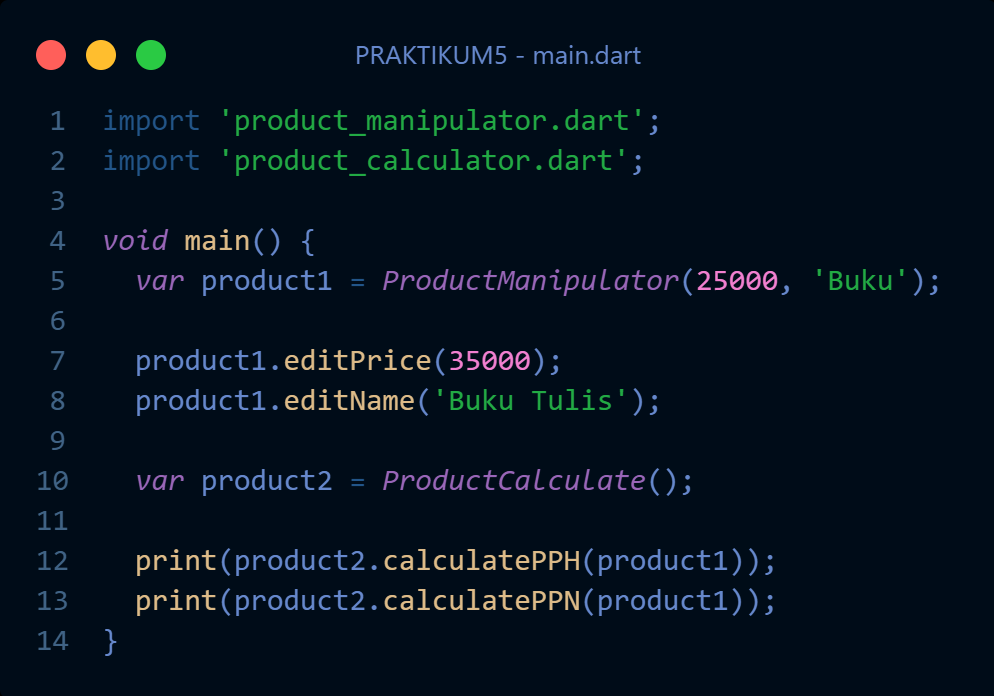 PRAKTIKUM5 - main.dart
1 import 'product_manipulator.dart';
2 import 'product_calculator.dart';
3
4 void main() {
5   var product1 = ProductManipulator(25000, 'Buku');
6
7   product1.editPrice(35000);
8   product1.editName('Buku Tulis');
9
10   var product2 = ProductCalculate();
11
12   print(product2.calculatePPH(product1));
13   print(product2.calculatePPN(product1));
14 }